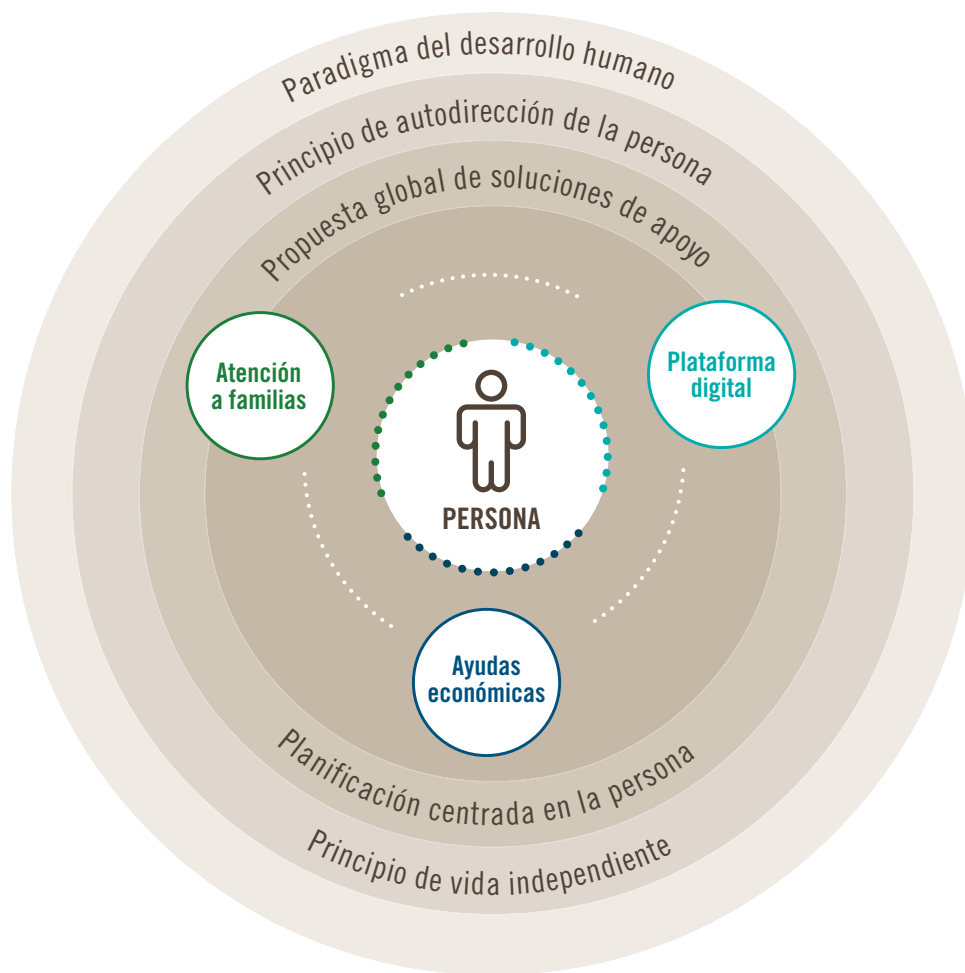 Paradigma del desarrollo humano
Principio de autodirección de la persona
Propuesta global de soluciones de apoyo
Atención
a familias
Plataforma
digital
PERSONA
Ayudas
económicas
Planificación centrada en la persona
Principio de vida independiente